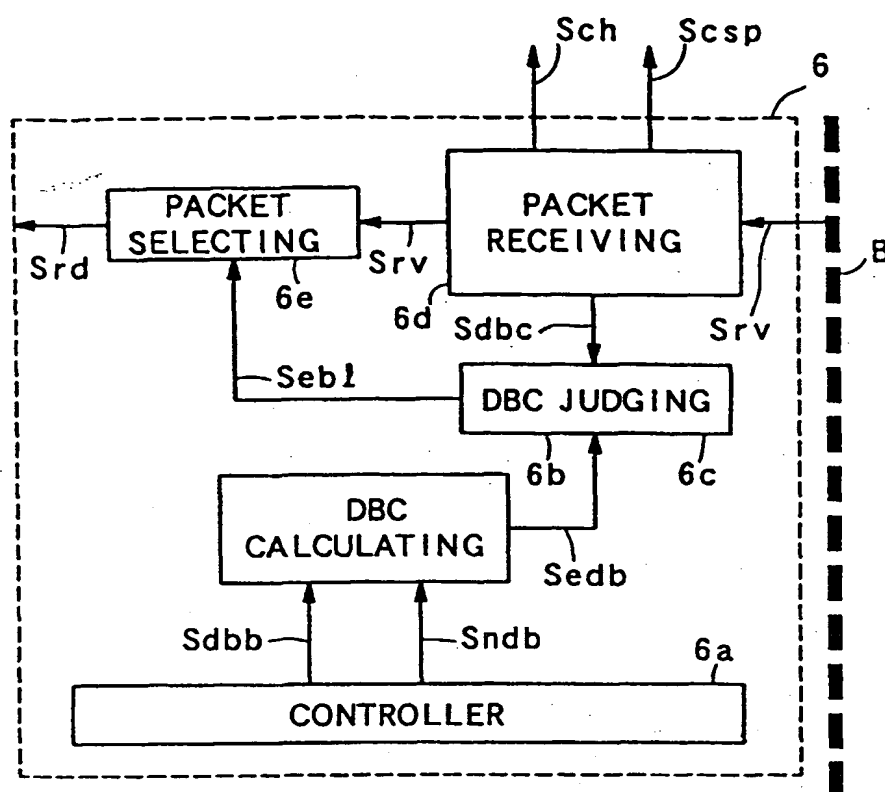 Sch
Scsp
6
PACKET
SELECTING
PACKET
RECEIVING
Srd
6e
Srv
6d
Sdbc
Srv
B
Sebl
DBC JUDGING
6b
6c
DBC
CALCULATING
Sedb
Sdbb
Sndb
6a
CONTROLLER